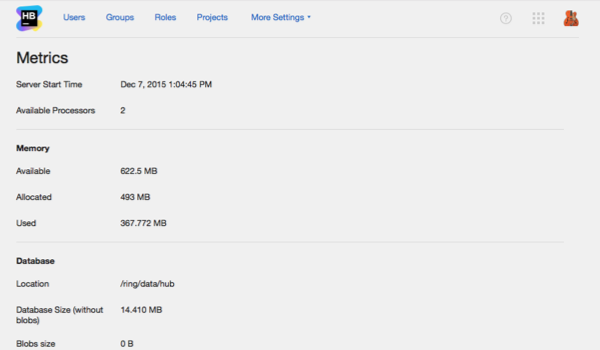 HB Users Groups Roles Projects More Settings
Metrics
Server Start Time Dec 7, 2015 1:04:45 PM
Available Processors 2
Memory
Available 622.5 MB
Allocated 493 MB
Used 367.772 MB
Database
Location /ring/data/hub
Database Size (without 14.410 MB
blobs)
Blobs size 0 B